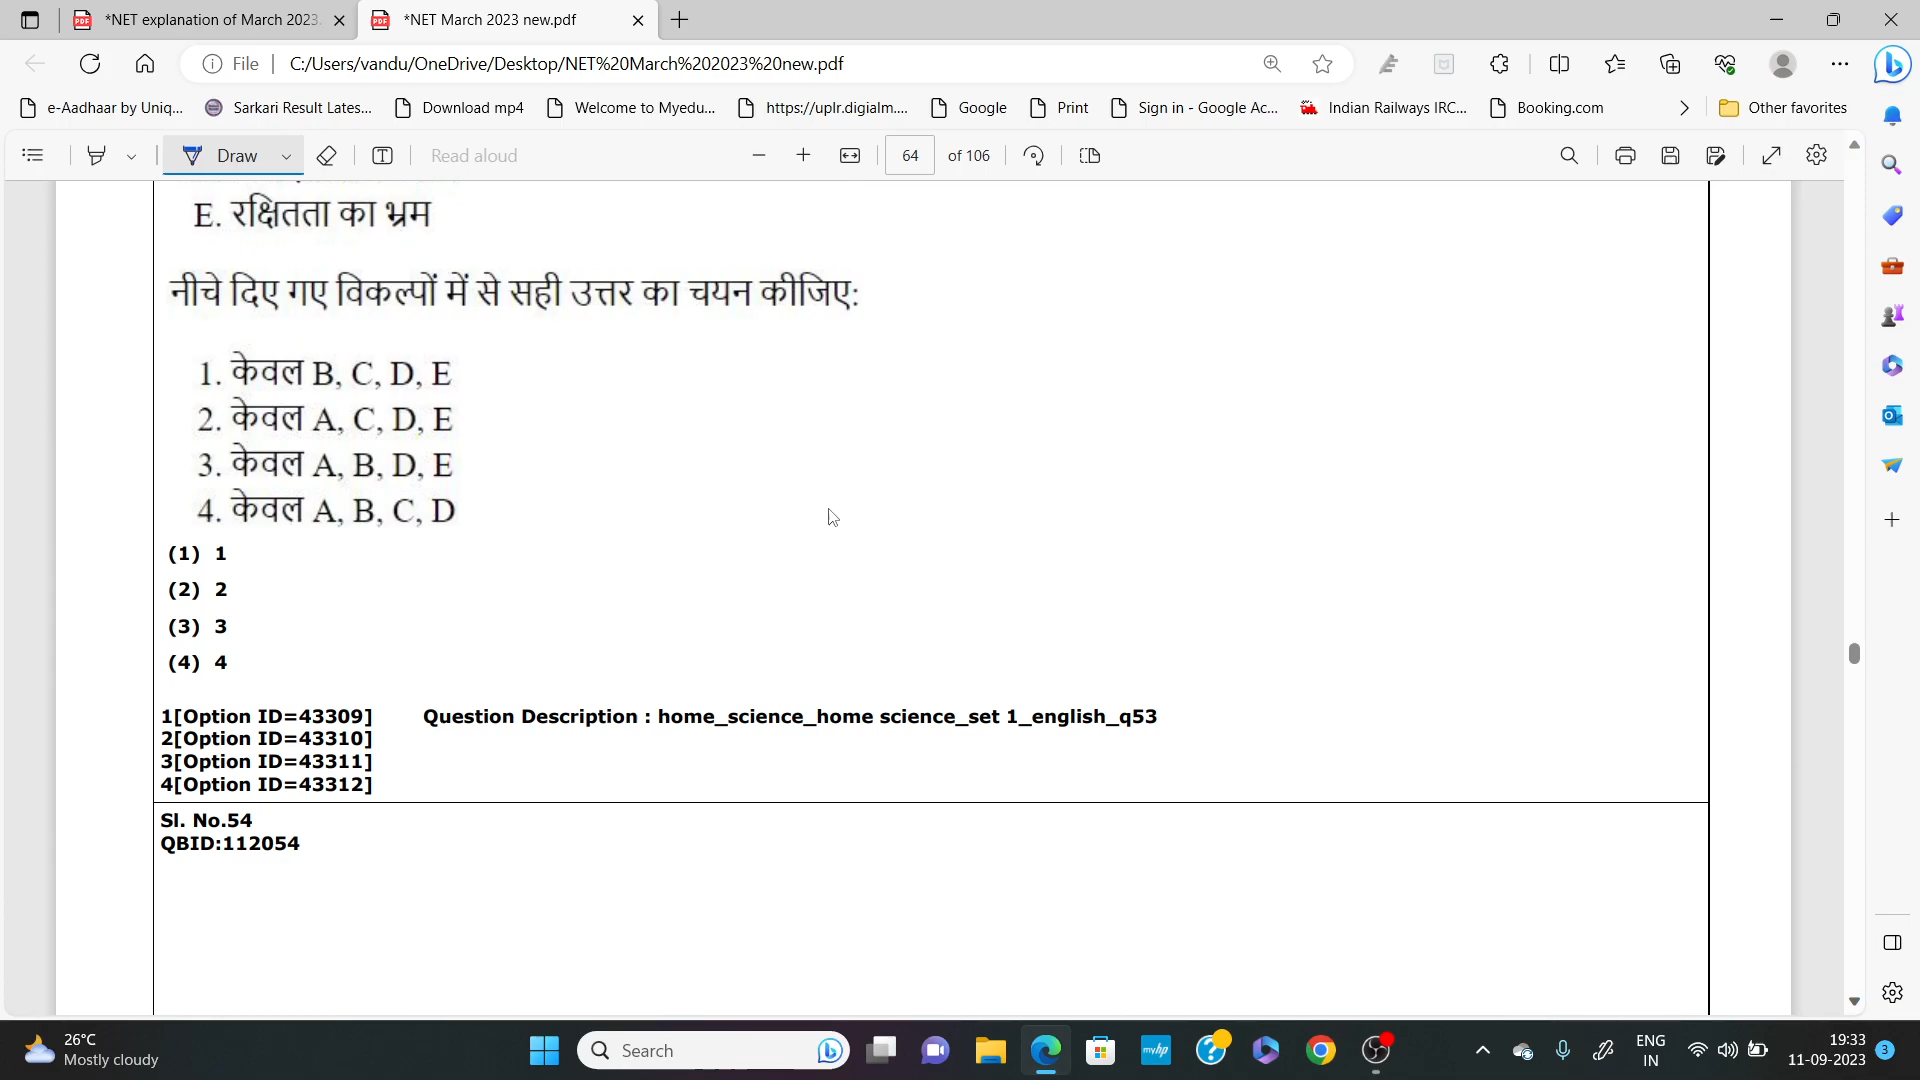 *NET explanation of March 2023.
*NET March 2023 new.pdf
File
C:/Users/vandu/OneDrive/Desktop/NET%20March%202023%20new.pdf
e-Aadhaar by Uniq...
Sarkari Result Lates...
Download mp4
Welcome to Myedu...
https://uplr.digialm....
Google
Print
Sign in - Google Ac...
Indian Railways IRC...
Booking.com
Other favorites
Draw
Read aloud
64 of 106
E. रक्षितता का भ्रम
नीचे दिए गए विकल्पों में से सही उत्तर का चयन कीजिए:
1. केवल B, C, D, E
2. केवल A, C, D, E
3. केवल A, B, D, E
4. केवल A, B, C, D
(1) 1
(2) 2
(3) 3
(4) 4
1[Option ID=43309] Question Description : home_science_home science_set 1_english_q53
2[Option ID=43310]
3[Option ID=43311]
4[Option ID=43312]
Sl. No.54
QBID:112054
26°C
Mostly cloudy
Search
myhp
ENG
IN
19:33
11-09-2023
3